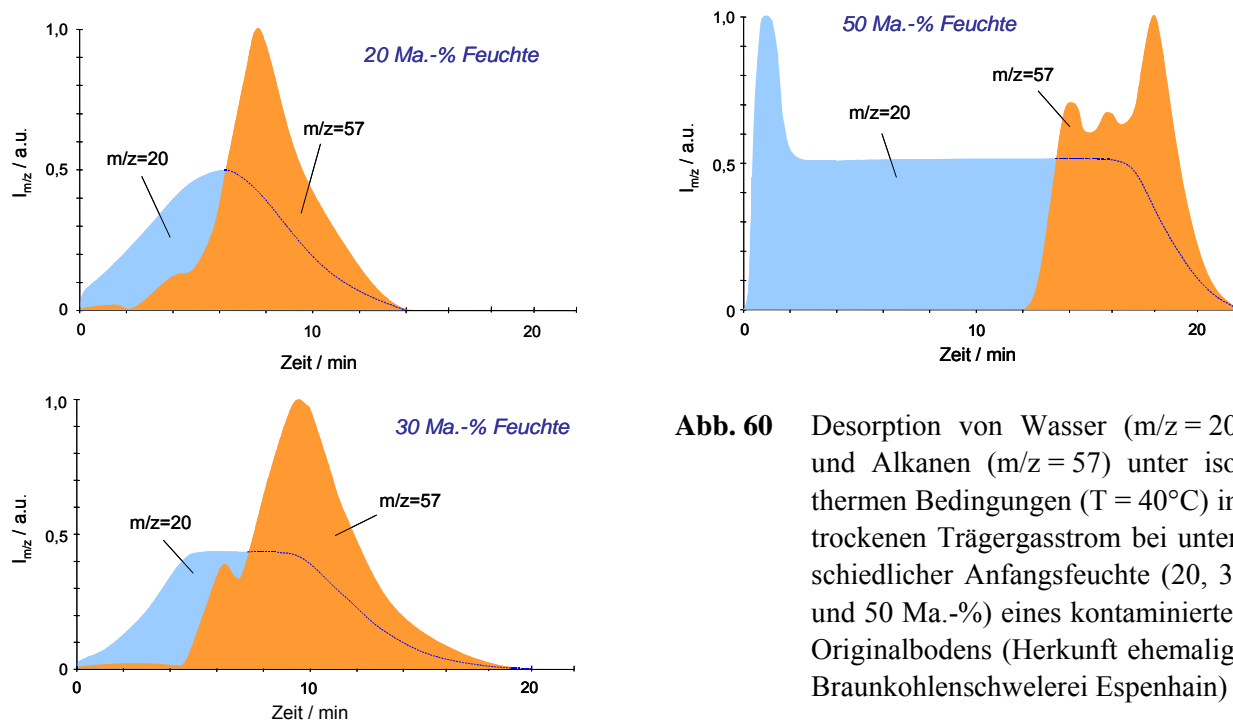 1,0
20 Ma.-% Feuchte
m/z=57
m/z=20
0,5
I m/z / a.u.
0
0 10 20
Zeit / min
1,0
50 Ma.-% Feuchte
m/z=57
m/z=20
0,5
I m/z / a.u.
0
0 10 20
Zeit / min
1,0
30 Ma.-% Feuchte
m/z=57
m/z=20
0,5
I m/z / a.u.
0
0 10 20
Zeit / min
Abb. 60 Desorption von Wasser (m/z = 20
und Alkanen (m/z = 57) unter iso
thermen Bedingungen (T = 40°C) in
trockenen Trägergasstrom bei unter
schiedlicher Anfangsfeuchte (20, 3
und 50 Ma.-%) eines kontaminierte
Originalbodens (Herkunft ehemalig
Braunkohlenschwelerei Espenhain)